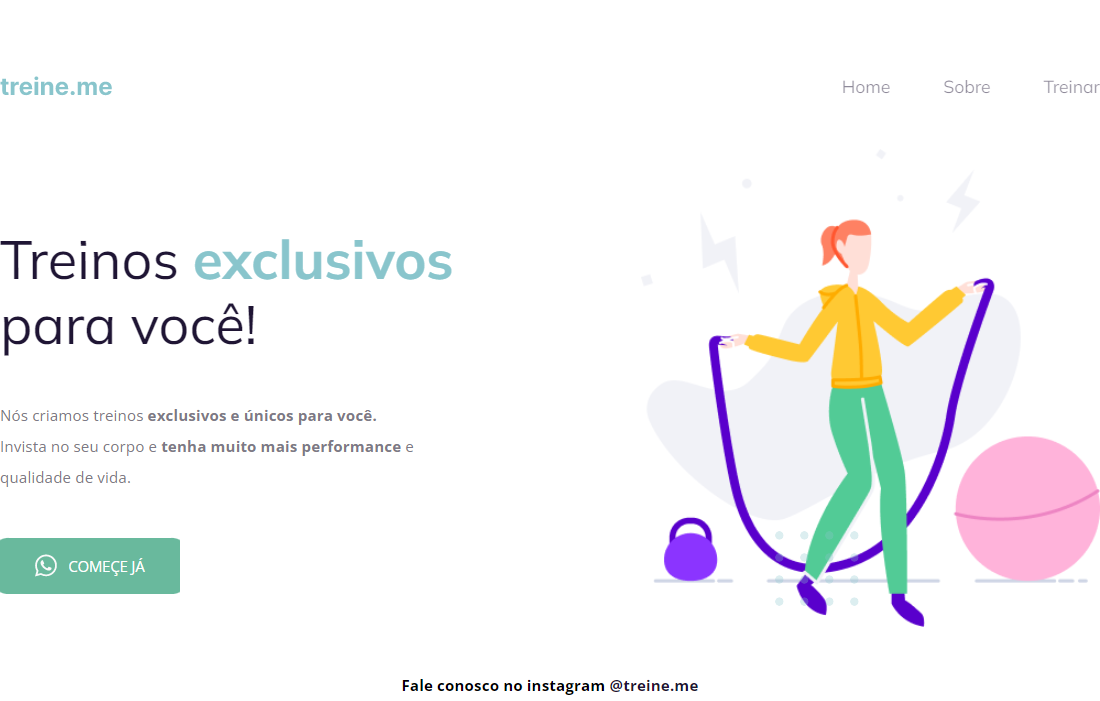 treine.me
Home Sobre Treinar
Treinos exclusivos
para você!
Nós criamos treinos exclusivos e únicos para você.
Invista no seu corpo e tenha muito mais performance e
qualidade de vida.
COMEÇE JÁ
Fale conosco no instagram @treine.me